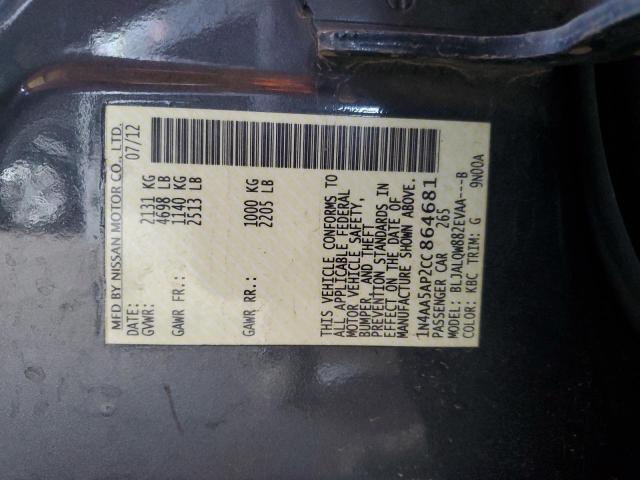 MFD BY NISSAN MOTOR CO., LTD.
DATE: 07/12
GVWR: 2131 KG
4698 LB
GAWR FR: 1140 KG
2513 LB
GAWR RR: 1000 KG
2205 LB
THIS VEHICLE CONFORMS TO
ALL APPLICABLE FEDERAL
MOTOR VEHICLE SAFETY,
BUMPER, AND THEFT
PREVENTION STANDARDS IN
EFFECT ON THE DATE OF
MANUFACTURE SHOWN ABOVE.
1N4AA5AP2CC864681
PASSENGER CAR 265
MODEL: BLJALQW882EVAA---B
COLOR: KBC TRIM: G 9N00A